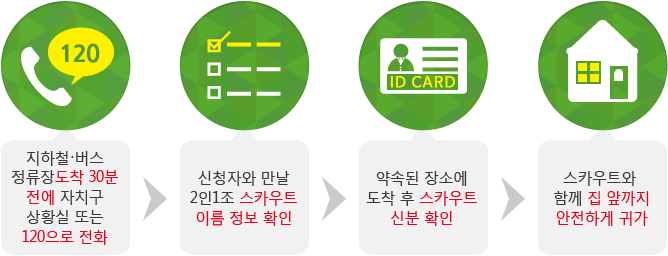 120
ID CARD
지하철·버스
정류장도착 30분
전에 자치구
상황실 또는
120으로 전화
신청자와 만날
2인1조 스카우트
이름 정보 확인
약속된 장소에
도착 후 스카우트
신분 확인
스카우트와
함께 집 앞까지
안전하게 귀가